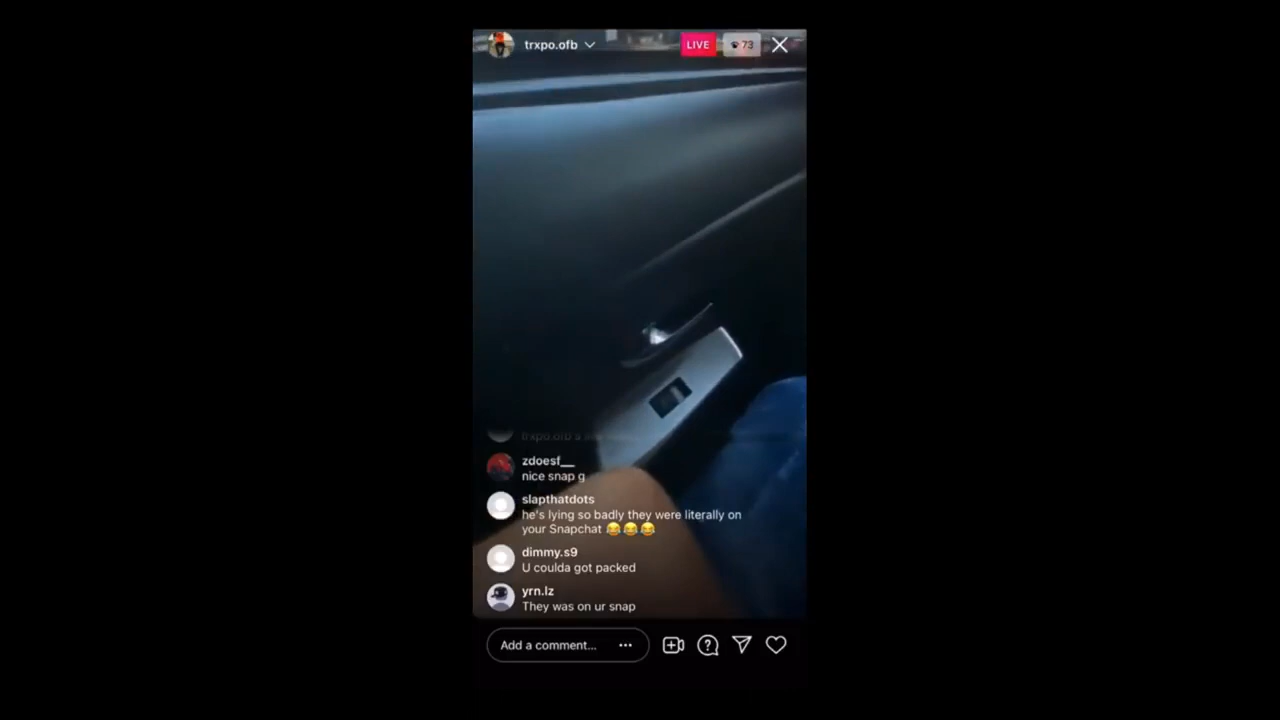 trxpo.ofb
LIVE
73
zdoesf__
nice snap g
slapthatdots
he's lying so badly they were literally on
your Snapchat 😂😂😂
dimmy.s9
U coulda got packed
yrn.lz
They was on ur snap
Add a comment...